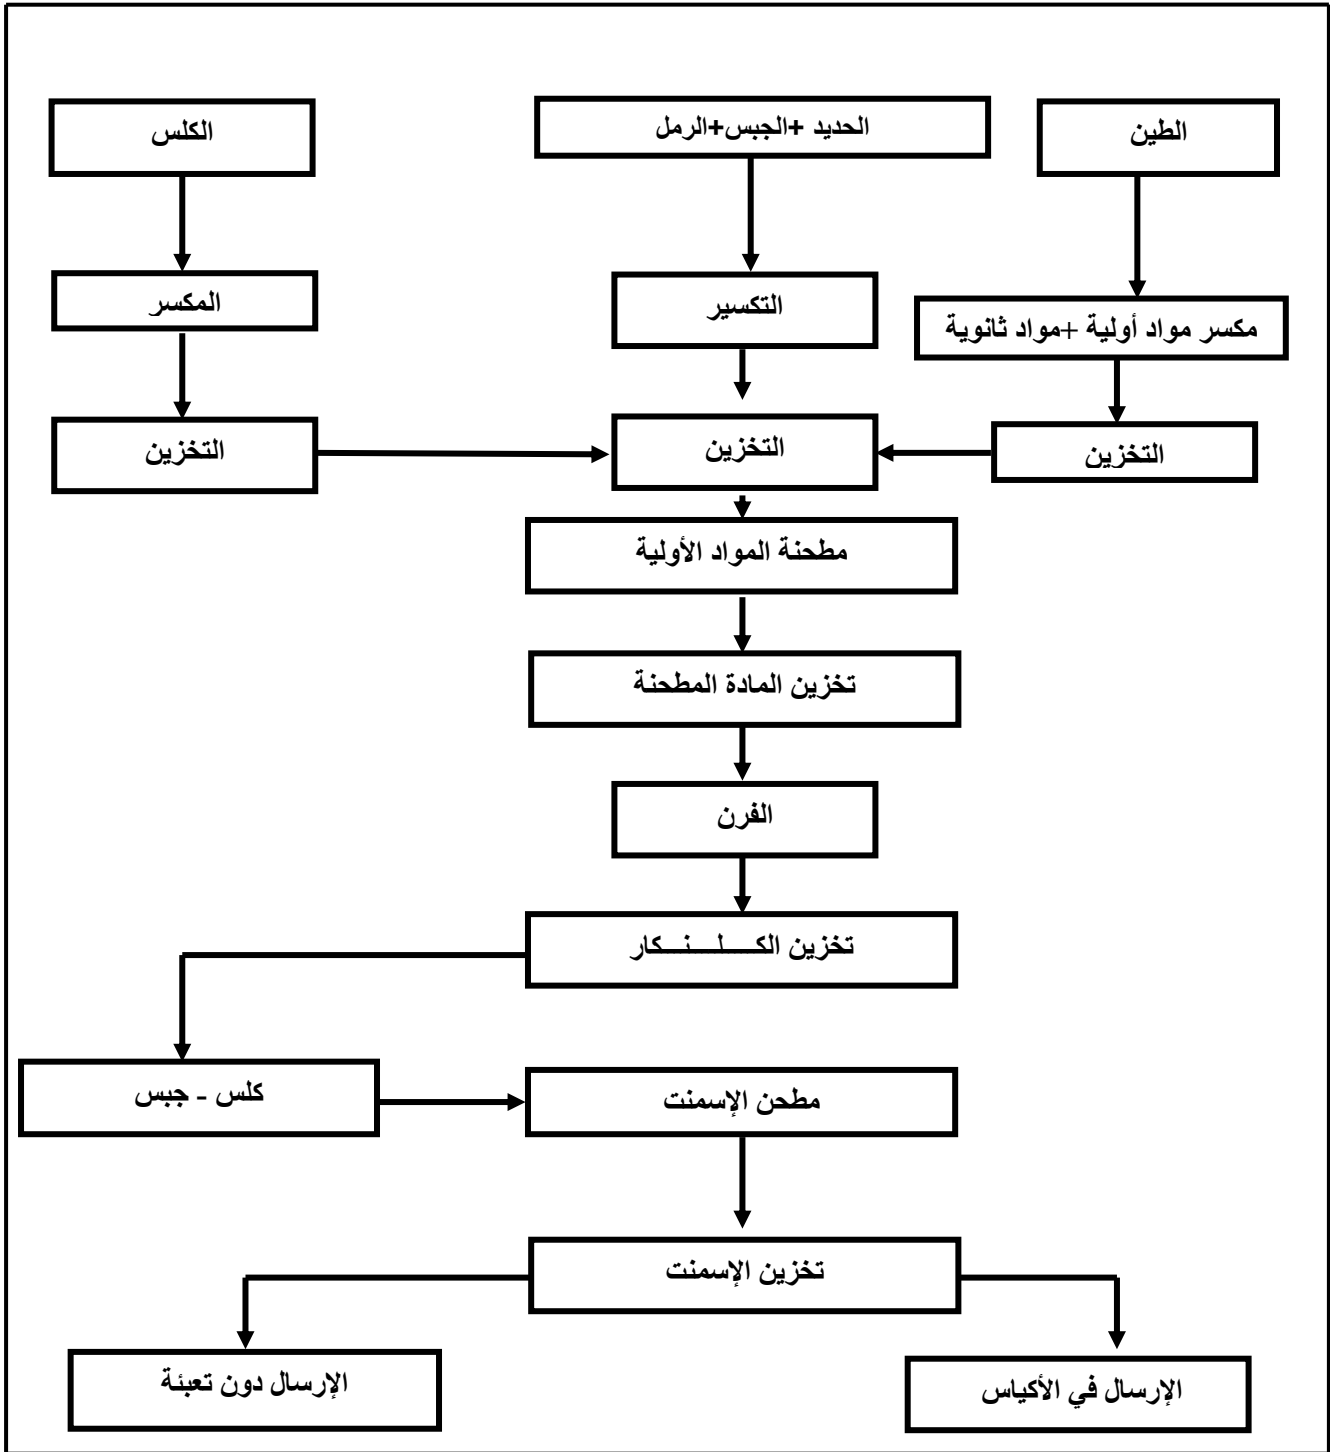 الطين
الحديد +الجبس+الرمل
الكلس
مكسر مواد أولية +مواد ثانوية
التكسير
المكسر
التخزين
التخزين
التخزين
مطحنة المواد الأولية
تخزين المادة المطحنة
الفرن
تخزين الكـــلـــنــكار
كلس - جبس
مطحن الإسمنت
تخزين الإسمنت
الإرسال في الأكياس
الإرسال دون تعبئة